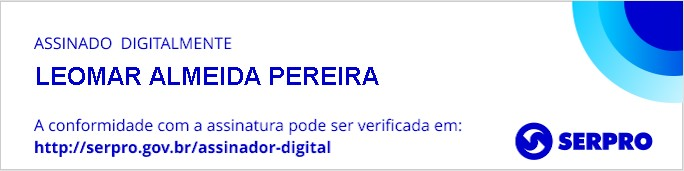 ASSINADO DIGITALMENTE
LEOMAR ALMEIDA PEREIRA
A conformidade com a assinatura pode ser verificada em:
http://serpro.gov.br/assinador-digital
SERPRO